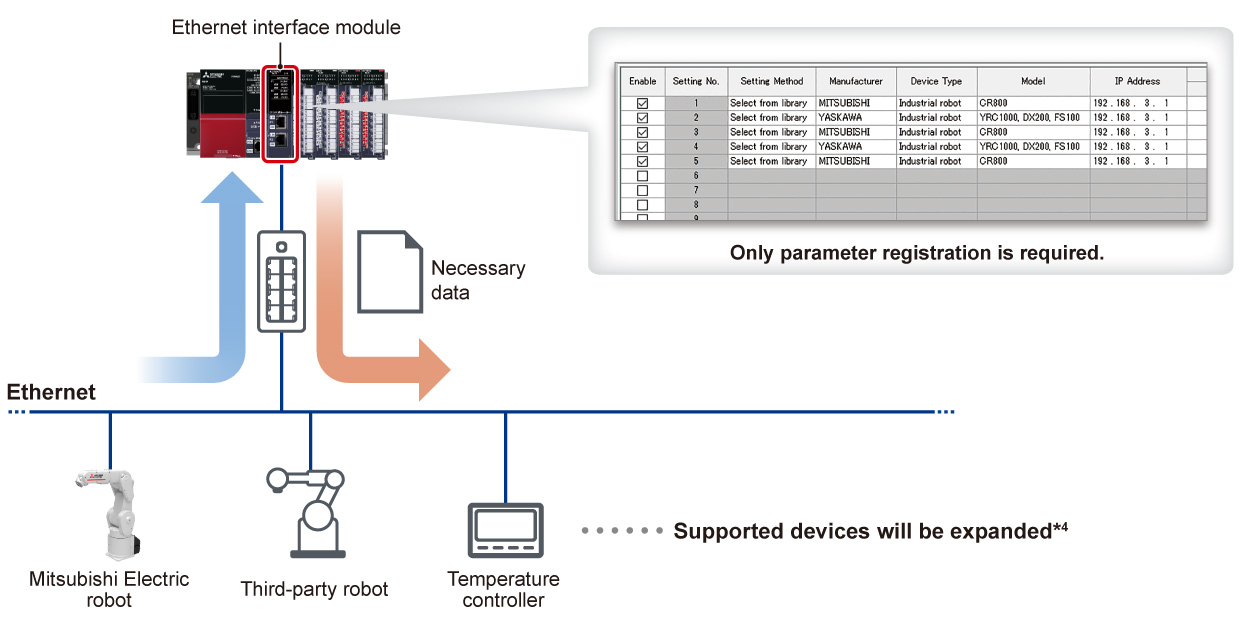 Ethernet interface module
Enable Setting No. Setting Method Manufacturer Device Type Model IP Address
1 Select from library MITSUBISHI Industrial robot CR800 192 . 168 . 3 . 1
2 Select from library YASKAWA Industrial robot YRC1000, DX200, FS100 192 . 168 . 3 . 1
3 Select from library MITSUBISHI Industrial robot CR800 192 . 168 . 3 . 1
4 Select from library YASKAWA Industrial robot YRC1000, DX200, FS100 192 . 168 . 3 . 1
5 Select from library MITSUBISHI Industrial robot CR800 192 . 168 . 3 . 1
6
7
8
9
Only parameter registration is required.
Necessary
data
Ethernet
Mitsubishi Electric
robot
Third-party robot
Temperature
controller
Supported devices will be expanded*4